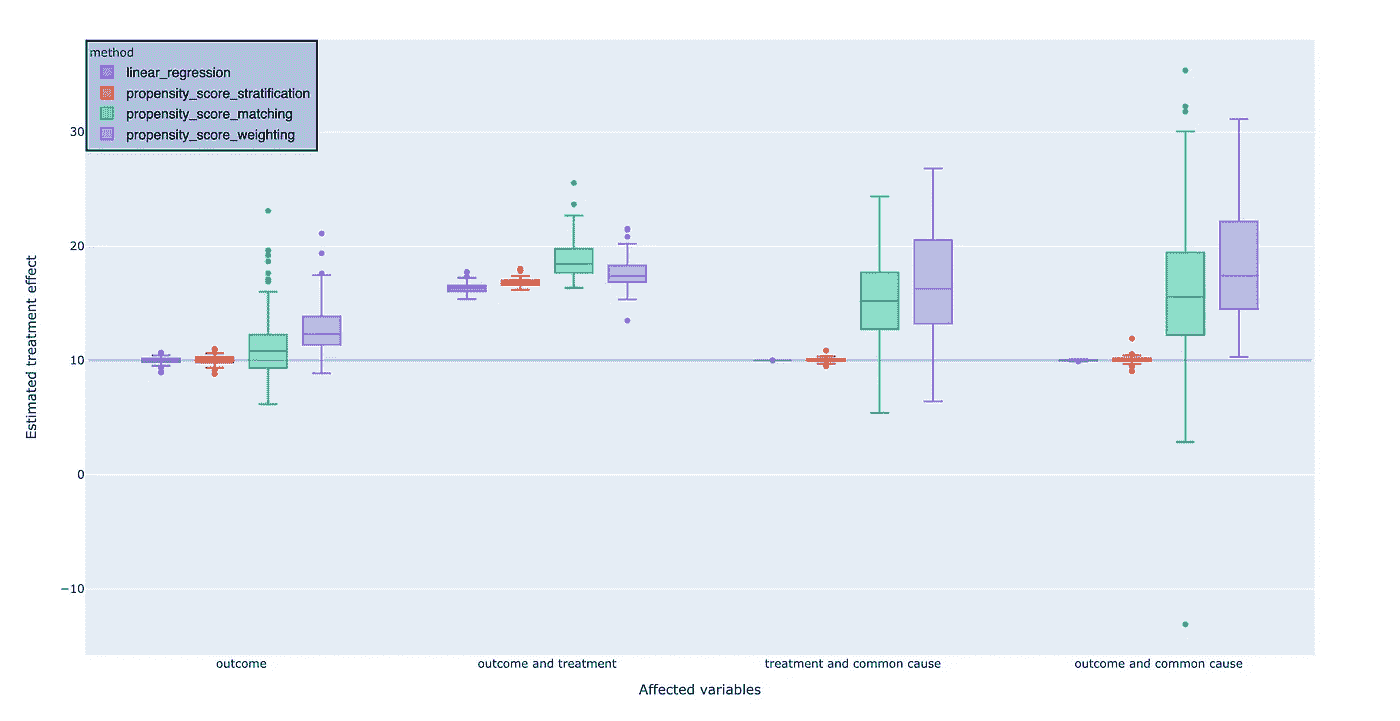 method
linear_regression
propensity_score_stratification
propensity_score_matching
propensity_score_weighting
30
20
10
0
−10
Estimated treatment effect
outcome
outcome and treatment
treatment and common cause
outcome and common cause
Affected variables